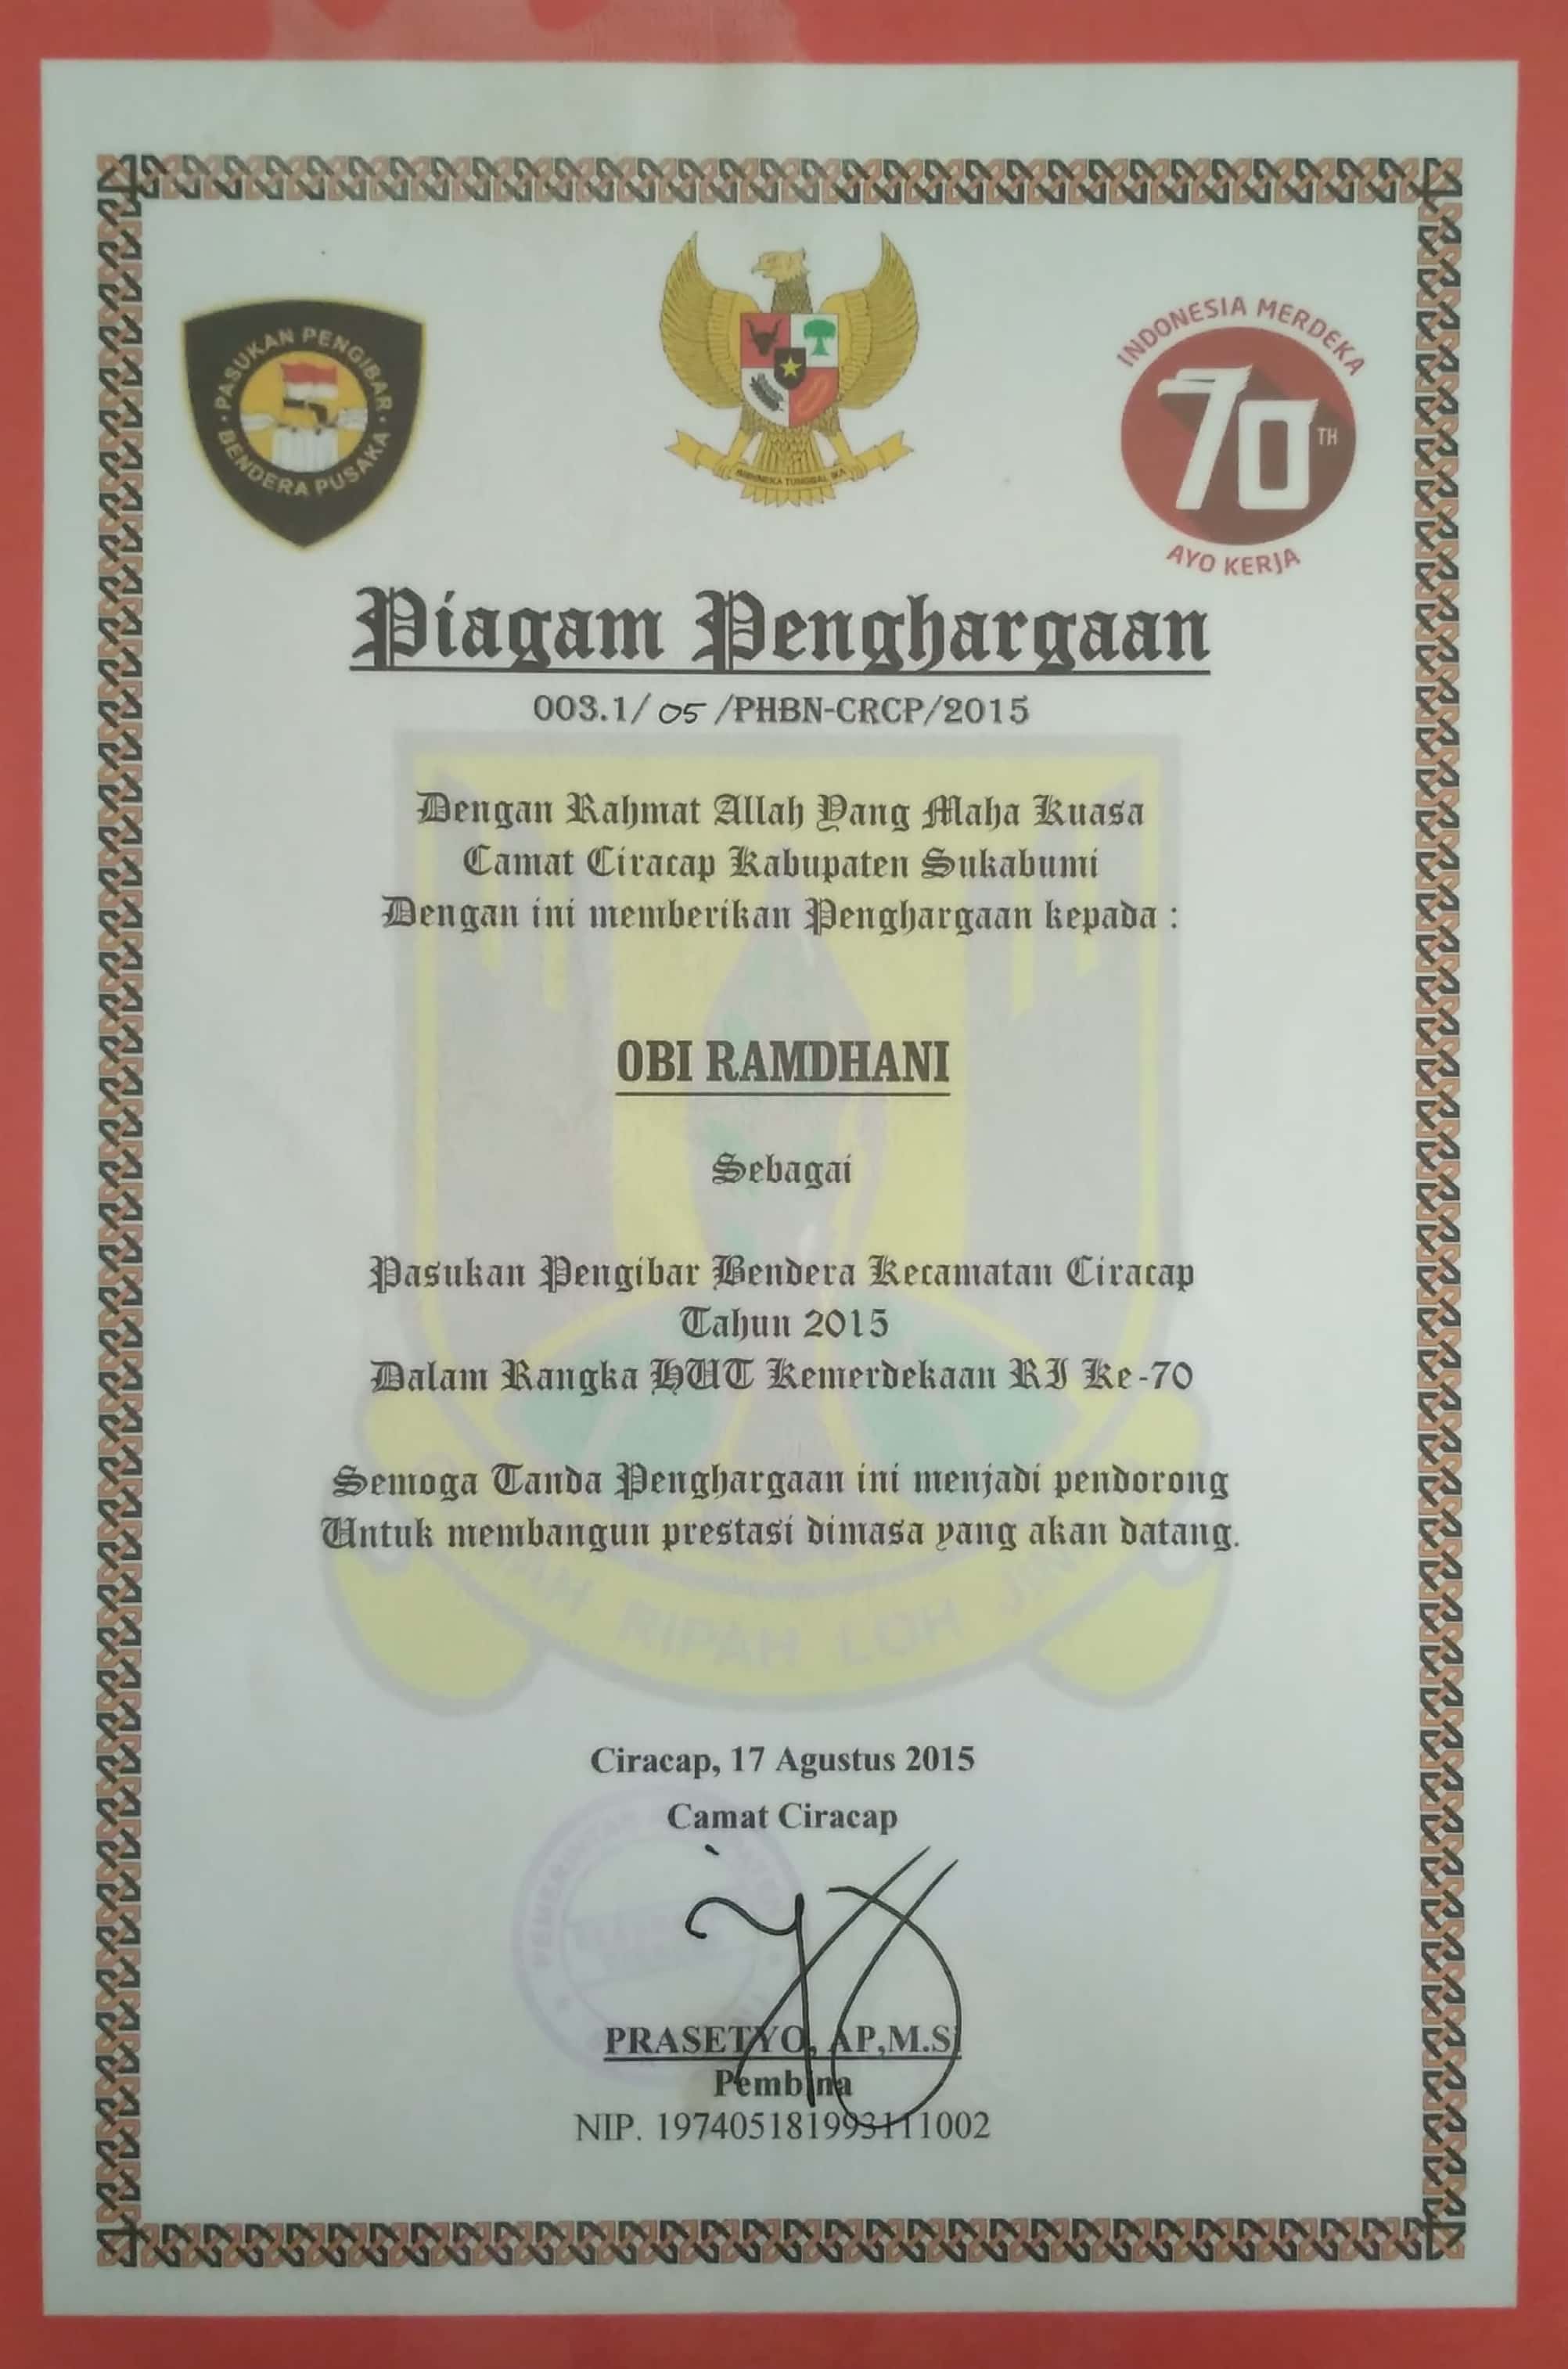 PASUKAN PENGIBAR
BENDERA PUSAKA
BHINNEKA TUNGGAL IKA
INDONESIA MERDEKA
70 TH
AYO KERJA
Piagam Penghargaan
003.1/ 05 /PHBN-CRCP/2015
Dengan Rahmat Allah Yang Maha Kuasa
Camat Ciracap Kabupaten Sukabumi
Dengan ini memberikan Penghargaan kepada :
OBI RAMDHANI
Sebagai
Pasukan Pengibar Bendera Kecamatan Ciracap
Tahun 2015
Dalam Rangka HUT Kemerdekaan RI Ke-70
Semoga Tanda Penghargaan ini menjadi pendorong
Untuk membangun prestasi dimasa yang akan datang.
RIPAH LOH
Ciracap, 17 Agustus 2015
Camat Ciracap
PRASETYO, AP,M.Si
Pembina
NIP. 197405181993111002